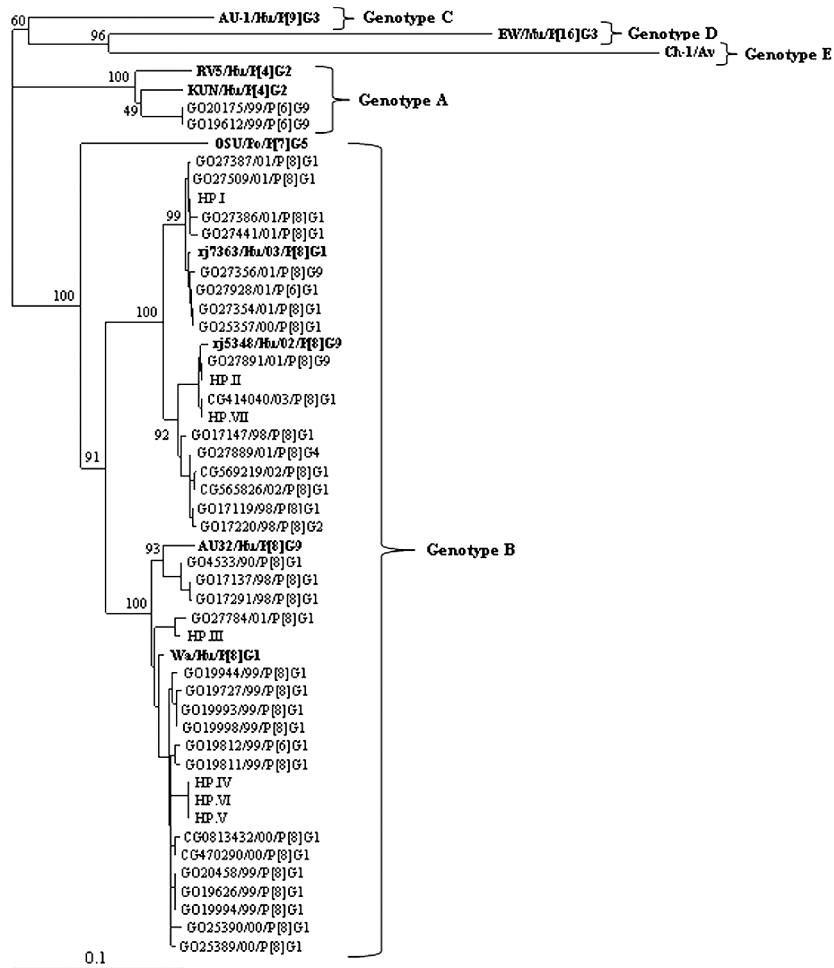 60
AU-1/Hu/P[9]G3
Genotype C
96
EW/Mu/P[16]G3
Genotype D
Ch-1/Av
Genotype E
100
RV5/Hu/P[4]G2
KUN/Hu/P[4]G2
Genotype A
49
GO20175/99/P[6]G9
GO19612/99/P[6]G9
OSU/Po/P[7]G5
GO27387/01/P[8]G1
GO27509/01/P[8]G1
HP.I
99
GO27386/01/P[8]G1
GO27441/01/P[8]G1
rj7363/Hu/03/P[8]G1
GO27356/01/P[8]G9
GO27928/01/P[6]G1
100
100
GO27354/01/P[8]G1
GO25357/00/P[8]G1
rj5348/Hu/02/P[8]G9
GO27891/01/P[8]G9
HP.II
CG414040/03/P[8]G1
HP.VII
92
GO17147/98/P[8]G1
91
GO27889/01/P[8]G4
CG569219/02/P[8]G1
CG565826/02/P[8]G1
GO17119/98/P[8]G1
GO17220/98/P[8]G2
93
AU32/Hu/P[8]G9
Genotype B
GO4533/90/P[8]G1
GO17137/98/P[8]G1
100
GO17291/98/P[8]G1
GO27784/01/P[8]G1
HP.III
Wa/Hu/P[8]G1
GO19944/99/P[8]G1
GO19727/99/P[8]G1
GO19993/99/P[8]G1
GO19998/99/P[8]G1
GO19812/99/P[6]G1
GO19811/99/P[8]G1
HP.IV
HP.VI
HP.V
CG0813432/00/P[8]G1
CG470290/00/P[8]G1
GO20458/99/P[8]G1
GO19626/99/P[8]G1
GO19994/99/P[8]G1
GO25390/00/P[8]G1
GO25389/00/P[8]G1
0.1